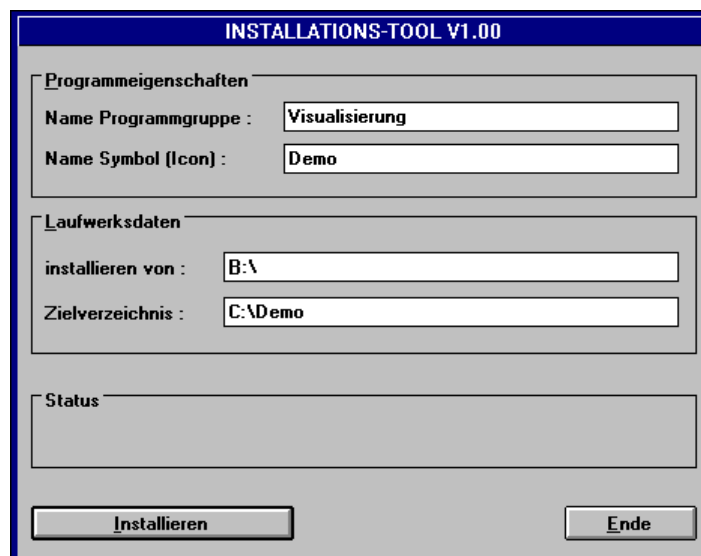 INSTALLATIONS-TOOL V1.00
Programmeigenschaften
Name Programmgruppe : Visualisierung
Name Symbol (Icon) : Demo
Laufwerksdaten
installieren von : B:\
Zielverzeichnis : C:\Demo
Status
Installieren Ende